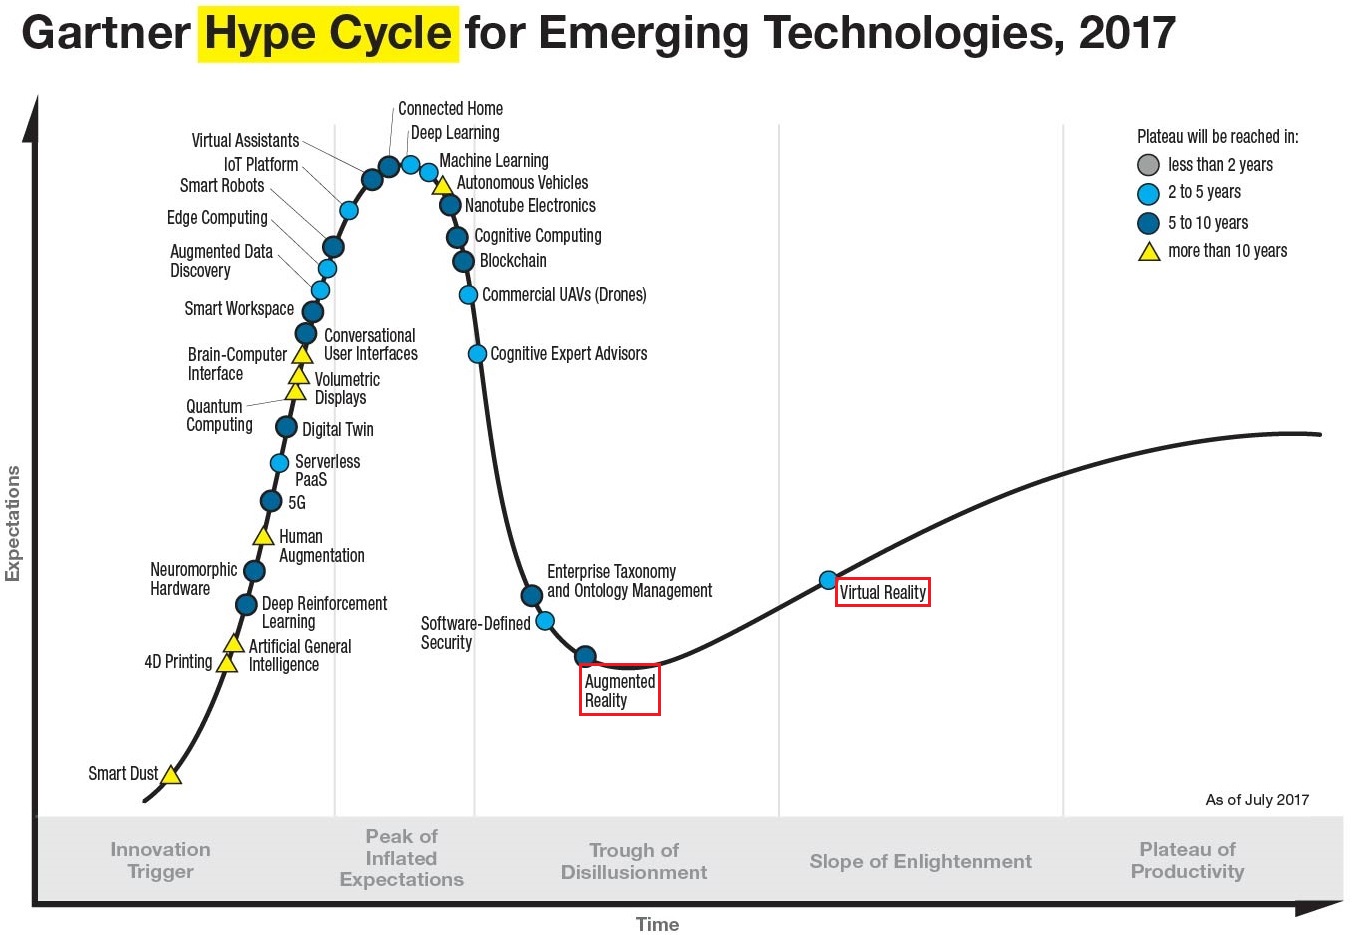 Gartner Hype Cycle for Emerging Technologies, 2017
Connected Home
Deep Learning
Virtual Assistants
IoT Platform
Smart Robots
Edge Computing
Augmented Data
Discovery
Smart Workspace
Conversational
User Interfaces
Brain-Computer
Interface
Volumetric
Displays
Quantum
Computing
Digital Twin
Serverless
PaaS
5G
Human
Augmentation
Neuromorphic
Hardware
Deep Reinforcement
Learning
Artificial General
Intelligence
4D Printing
Smart Dust
Machine Learning
Autonomous Vehicles
Nanotube Electronics
Cognitive Computing
Blockchain
Commercial UAVs (Drones)
Cognitive Expert Advisors
Enterprise Taxonomy
and Ontology Management
Software-Defined
Security
Augmented
Reality
Virtual Reality
Plateau will be reached in:
less than 2 years
2 to 5 years
5 to 10 years
more than 10 years
As of July 2017
Expectations
Innovation
Trigger
Peak of
Inflated
Expectations
Trough of
Disillusionment
Slope of Enlightenment
Plateau of
Productivity
Time